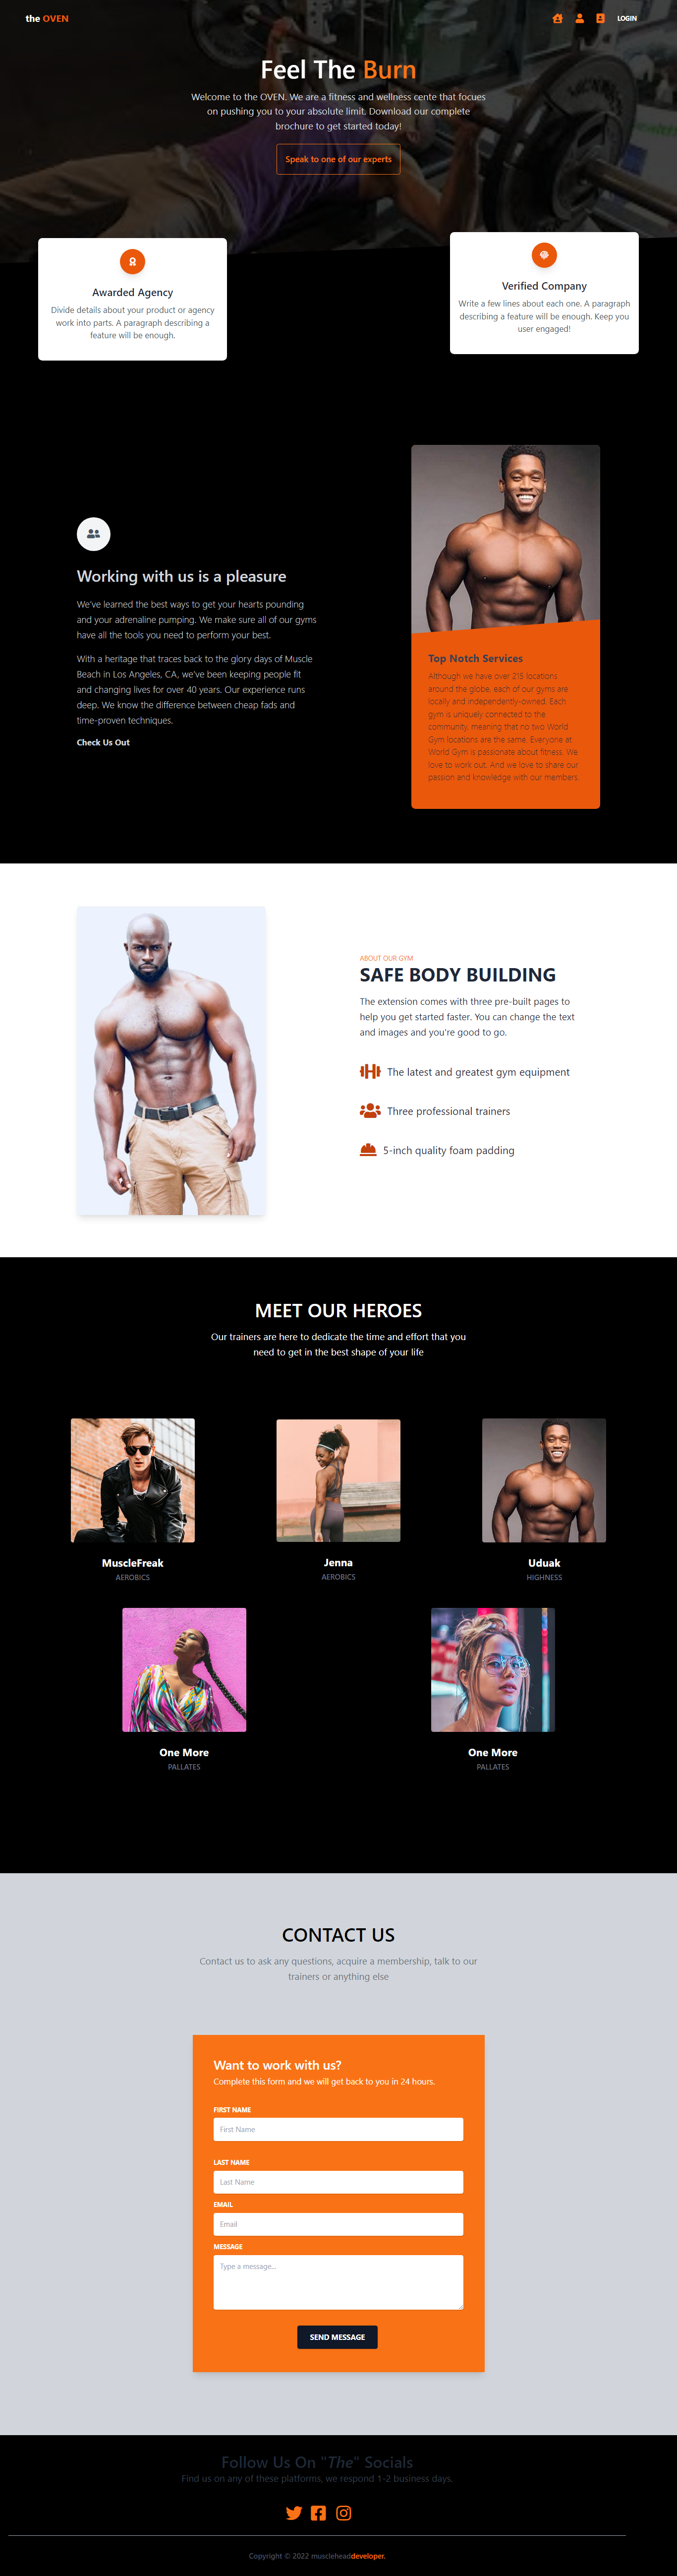 the OVEN
LOGIN
Feel The Burn
Welcome to the OVEN. We are a fitness and wellness cente that focues
on pushing you to your absolute limit. Download our complete
brochure to get started today!
Speak to one of our experts
Awarded Agency
Divide details about your product or agency
work into parts. A paragraph describing a
feature will be enough.
Verified Company
Write a few lines about each one. A paragraph
describing a feature will be enough. Keep you
user engaged!
Working with us is a pleasure
We've learned the best ways to get your hearts pounding
and your adrenaline pumping. We make sure all of our gyms
have all the tools you need to perform your best.
With a heritage that traces back to the glory days of Muscle
Beach in Los Angeles, CA, we've been keeping people fit
and changing lives for over 40 years. Our experience runs
deep. We know the difference between cheap fads and
time-proven techniques.
Check Us Out
Top Notch Services
Although we have over 215 locations
around the globe, each of our gyms are
locally and independently-owned. Each
gym is uniquely connected to the
community, meaning that no two World
Gym locations are the same. Everyone at
World Gym is passionate about fitness. We
love to work out. And we love to share our
passion and knowledge with our members.
ABOUT OUR GYM
SAFE BODY BUILDING
The extension comes with three pre-built pages to
help you get started faster. You can change the text
and images and you're good to go.
The latest and greatest gym equipment
Three professional trainers
5-inch quality foam padding
MEET OUR HEROES
Our trainers are here to dedicate the time and effort that you
need to get in the best shape of your life
MuscleFreak
AEROBICS
Jenna
AEROBICS
Uduak
HIGHNESS
One More
PALLATES
One More
PALLATES
CONTACT US
Contact us to ask any questions, acquire a membership, talk to our
trainers or anything else
Want to work with us?
Complete this form and we will get back to you in 24 hours.
FIRST NAME
First Name
LAST NAME
Last Name
EMAIL
Email
MESSAGE
Type a message...
SEND MESSAGE
Follow Us On "The" Socials
Find us on any of these platforms, we respond 1-2 business days.
Copyright © 2022 muscleheaddeveloper.